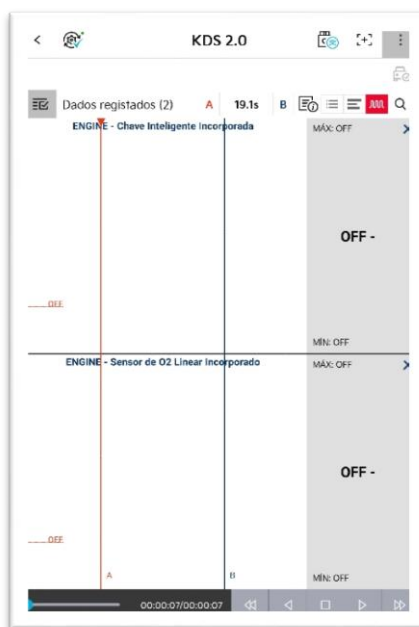 KDS 2.0
Dados registados (2) A 19.1s B
ENGINE - Chave Inteligente Incorporada
MÁX: OFF
OFF -
OFF
MÍN: OFF
ENGINE - Sensor de O2 Linear Incorporado
MÁX: OFF
OFF -
OFF
A B
MÍN: OFF
00:00:07/00:00:07